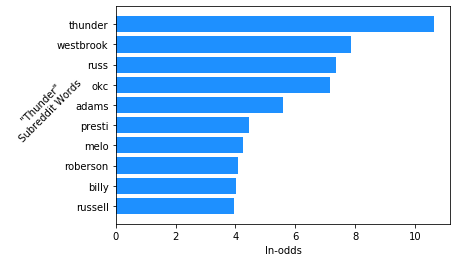 thunder
westbrook
russ
okc
adams
presti
melo
roberson
billy
russell
"Thunder"
Subreddit Words
0 2 4 6 8 10
In-odds